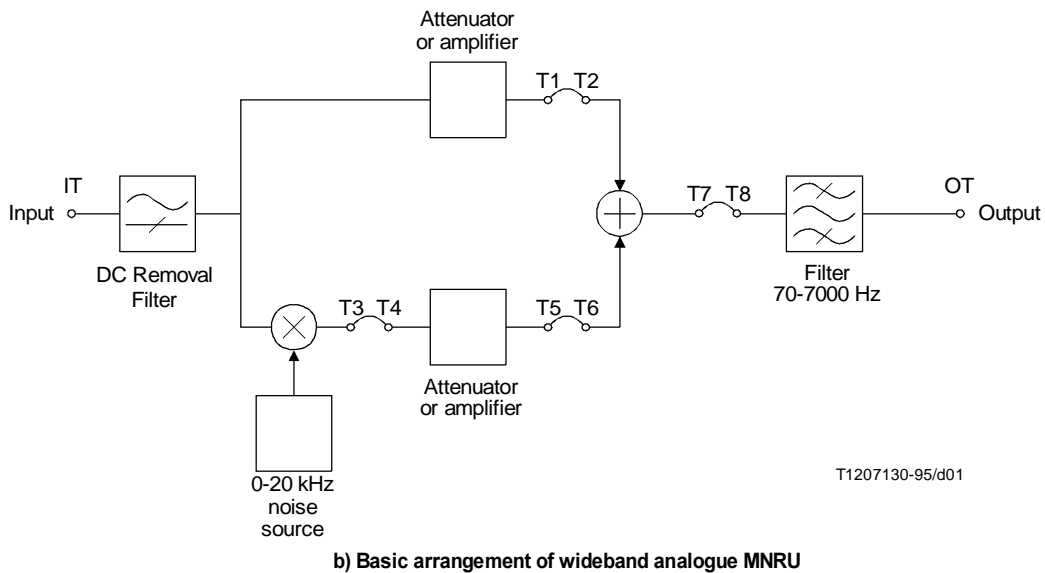 Attenuator
or amplifier
T1 T2
IT
Input
DC Removal
Filter
T7 T8
OT
Output
Filter
70-7000 Hz
T3 T4
T5 T6
Attenuator
or amplifier
0-20 kHz
noise
source
T1207130-95/d01
b) Basic arrangement of wideband analogue MNRU